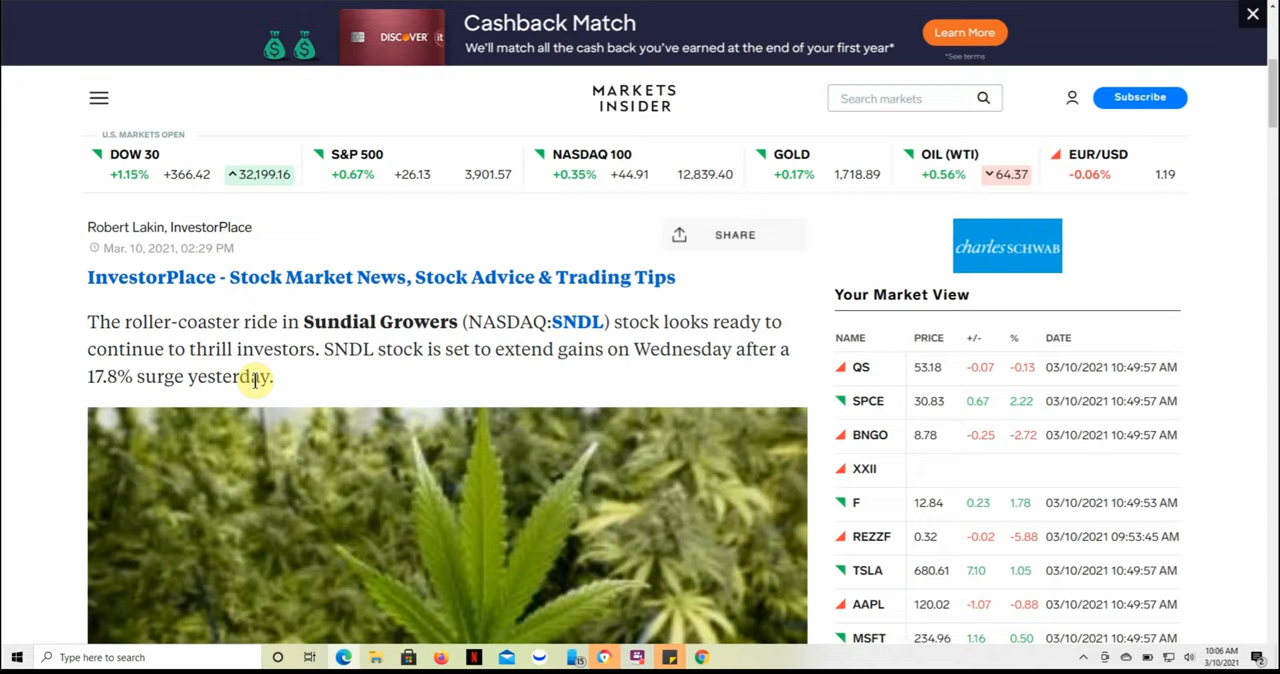 Cashback Match
DISCOVER it
We'll match all the cash back you've earned at the end of your first year*
Learn More
*See terms
MARKETS
INSIDER
Search markets
Subscribe
U.S. MARKETS OPEN
DOW 30
+1.15% +366.42 32,199.16
S&P 500
+0.67% +26.13 3,901.57
NASDAQ 100
+0.35% +44.91 12,839.40
GOLD
+0.17% 1,718.89
OIL (WTI)
+0.56% 64.37
EUR/USD
-0.06% 1.19
Robert Lakin, InvestorPlace
Mar. 10, 2021, 02:29 PM
SHARE
InvestorPlace - Stock Market News, Stock Advice & Trading Tips
The roller-coaster ride in Sundial Growers (NASDAQ:SNDL) stock looks ready to
continue to thrill investors. SNDL stock is set to extend gains on Wednesday after a
17.8% surge yesterday.
charles SCHWAB
Your Market View
NAME PRICE +/- % DATE
QS 53.18 -0.07 -0.13 03/10/2021 10:49:57 AM
SPCE 30.83 0.67 2.22 03/10/2021 10:49:57 AM
BNGO 8.78 -0.25 -2.72 03/10/2021 10:49:57 AM
XXII
F 12.84 0.23 1.78 03/10/2021 10:49:53 AM
REZZF 0.32 -0.02 -5.88 03/10/2021 09:53:45 AM
TSLA 680.61 7.10 1.05 03/10/2021 10:49:57 AM
AAPL 120.02 -1.07 -0.88 03/10/2021 10:49:57 AM
MSFT 234.96 1.16 0.50 03/10/2021 10:49:57 AM
Type here to search
N
15
10:06 AM
3/10/2021
2